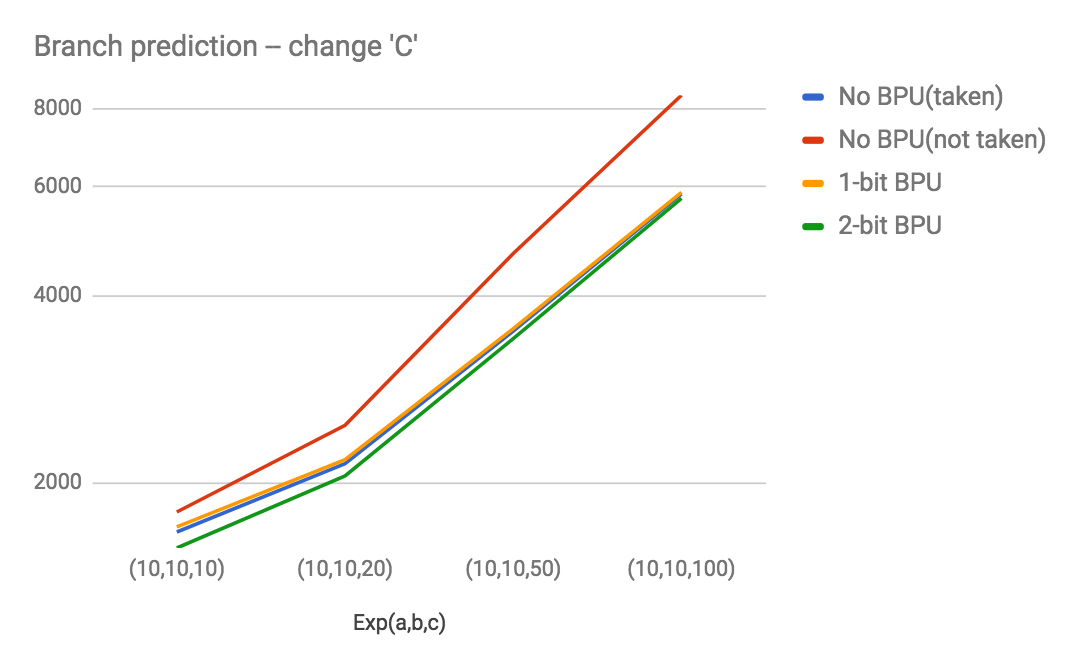 Branch prediction – change 'C'
8000
6000
4000
2000
(10,10,10)
(10,10,20)
(10,10,50)
(10,10,100)
Exp(a,b,c)
No BPU(taken)
No BPU(not taken)
1-bit BPU
2-bit BPU